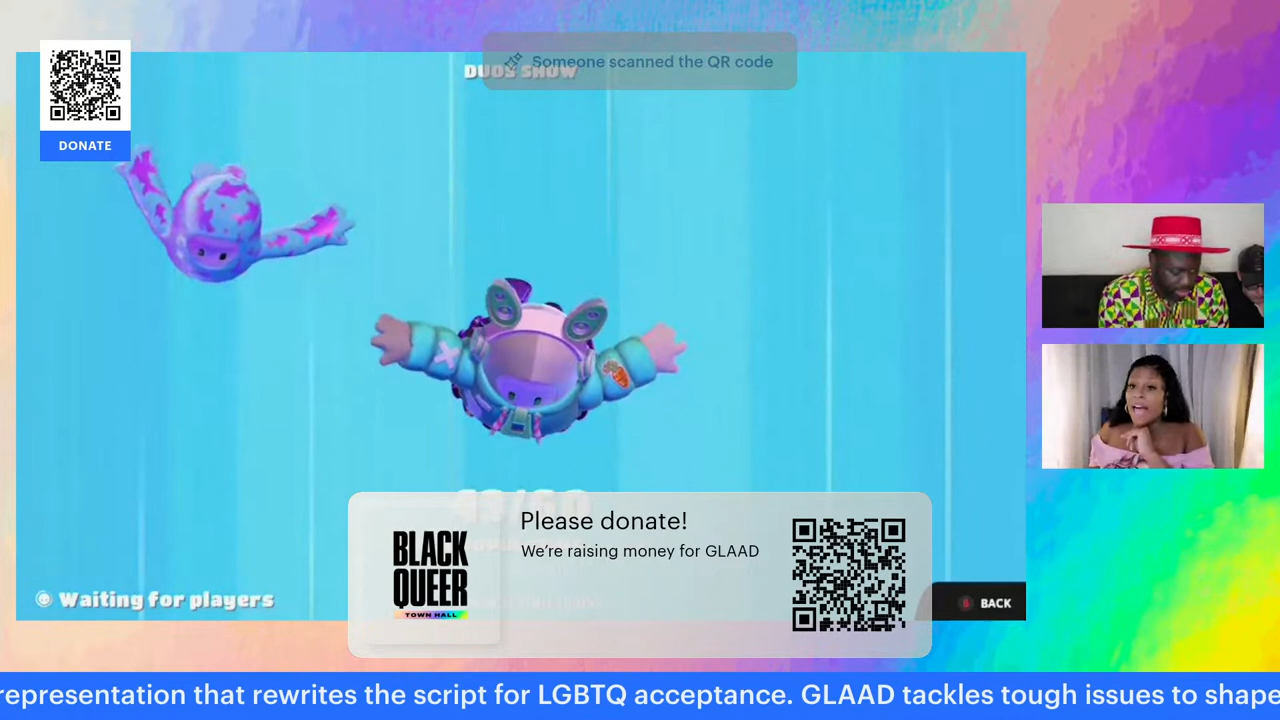 Someone scanned the QR code
DUOS SHOW
DONATE
Please donate!
We're raising money for GLAAD
BLACK
QUEER
TOWN HALL
Waiting for players
BACK
representation that rewrites the script for LGBTQ acceptance. GLAAD tackles tough issues to shape